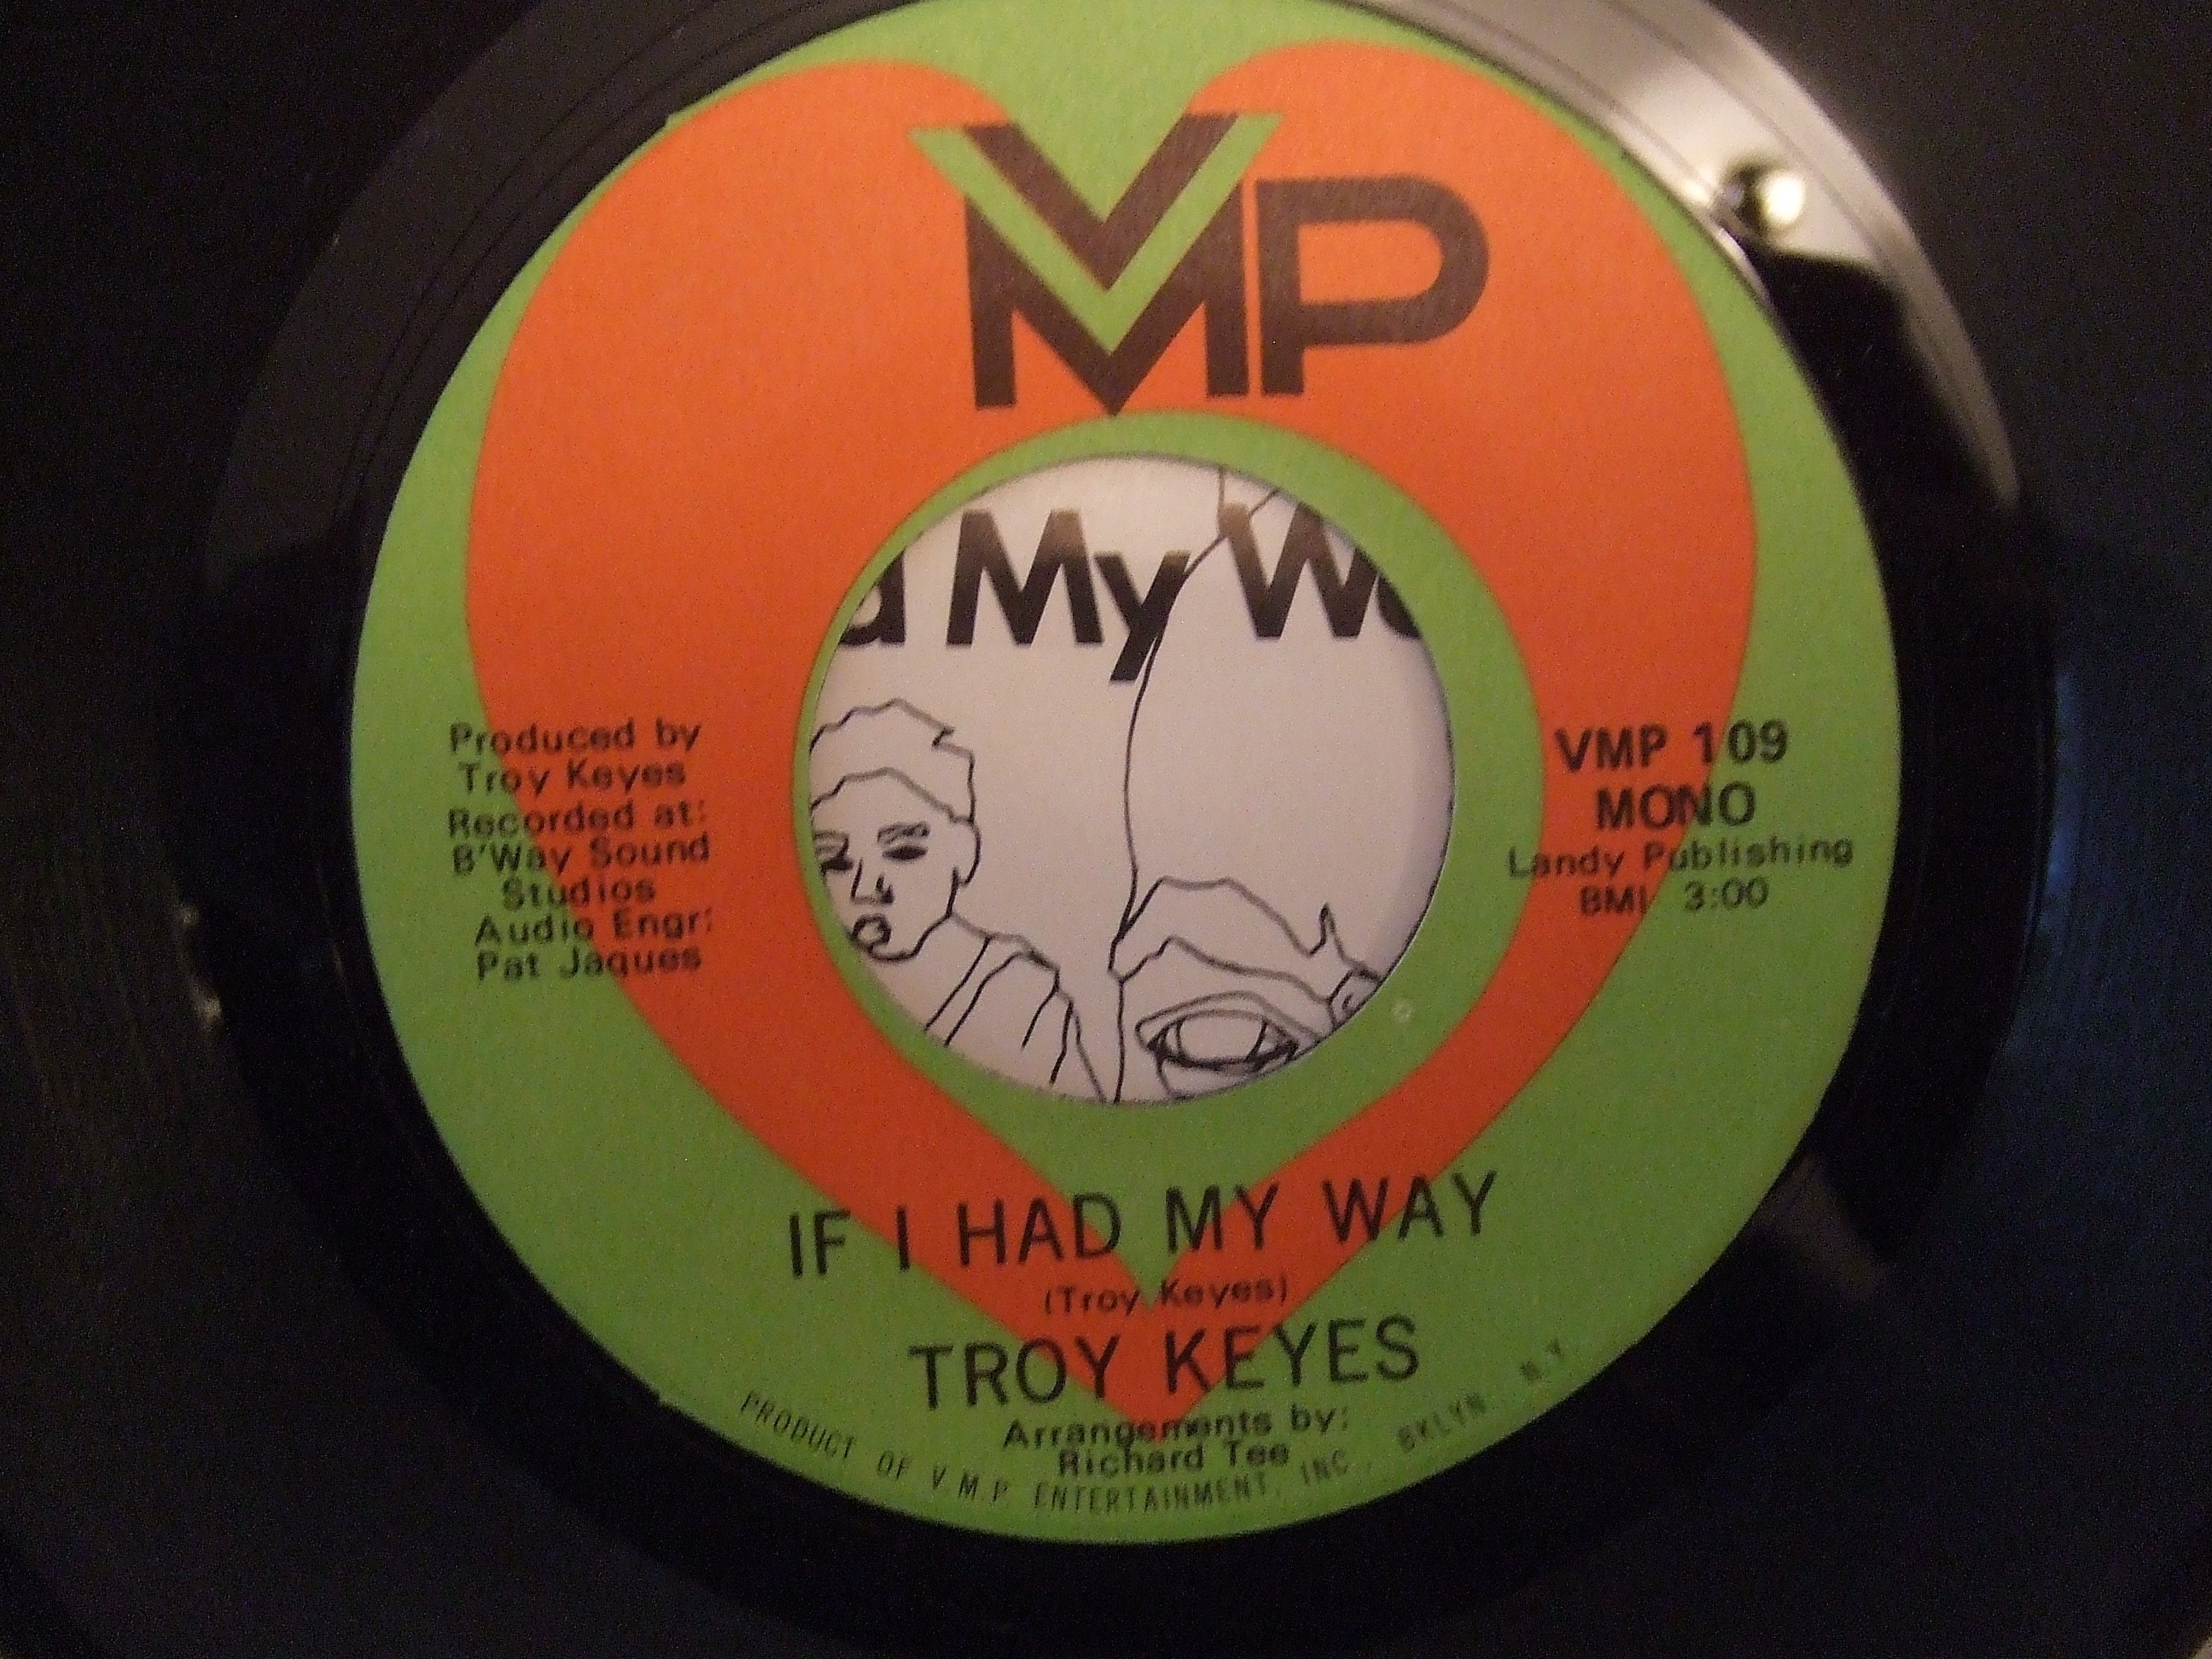 VMP
My
Produced by
Troy Keyes
Recorded at:
B'Way Sound
Studios
Audio Engr:
Pat Jaques
VMP 109
MONO
Landy Publishing
BMI 3:00
IF I HAD MY WAY
(Troy Keyes)
TROY KEYES
Arrangements by:
Richard Tee
PRODUCT OF V.M.P. ENTERTAINMENT, INC., BKLYN., N.Y.